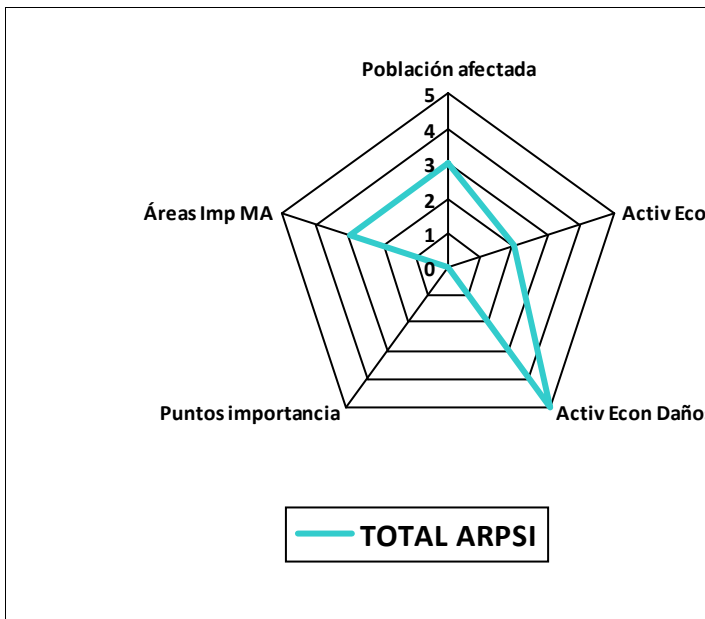 Población afectada
5
4
3
2
1
0
Áreas Imp MA
Activ Eco
Puntos importancia
Activ Econ Daño
TOTAL ARPSI